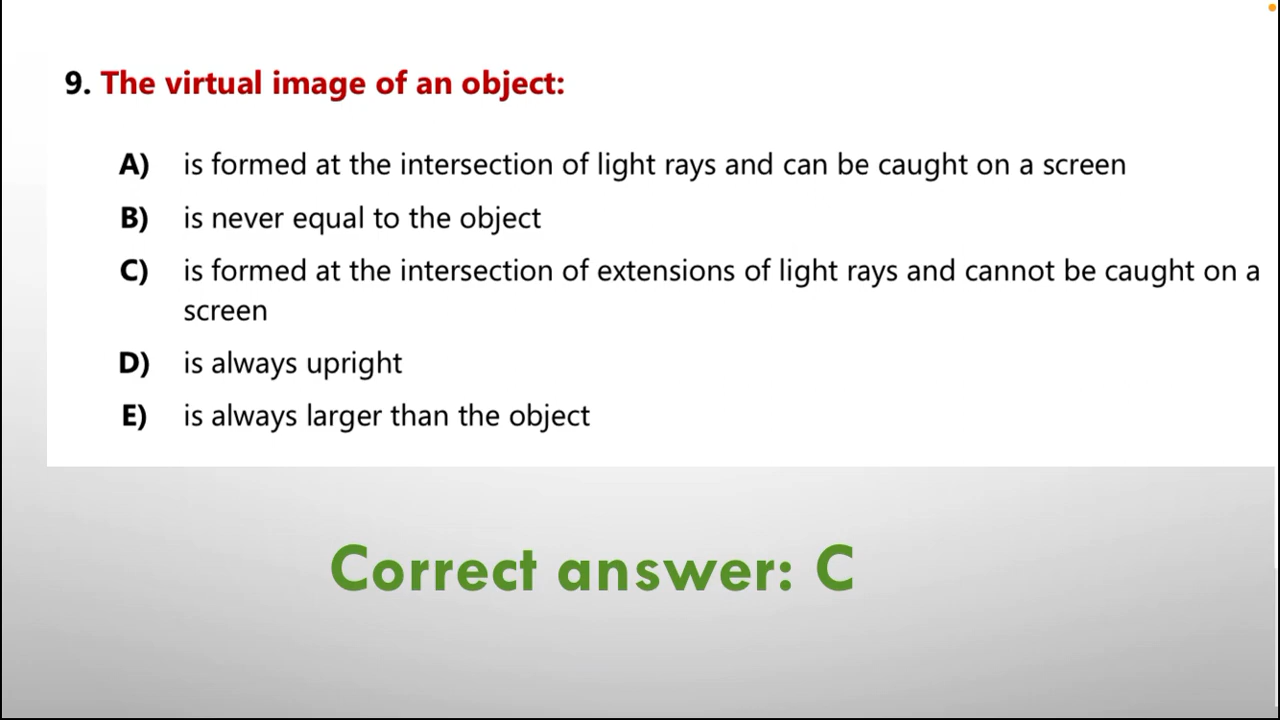 9. The virtual image of an object:
A) is formed at the intersection of light rays and can be caught on a screen
B) is never equal to the object
C) is formed at the intersection of extensions of light rays and cannot be caught on a
screen
D) is always upright
E) is always larger than the object
Correct answer: C